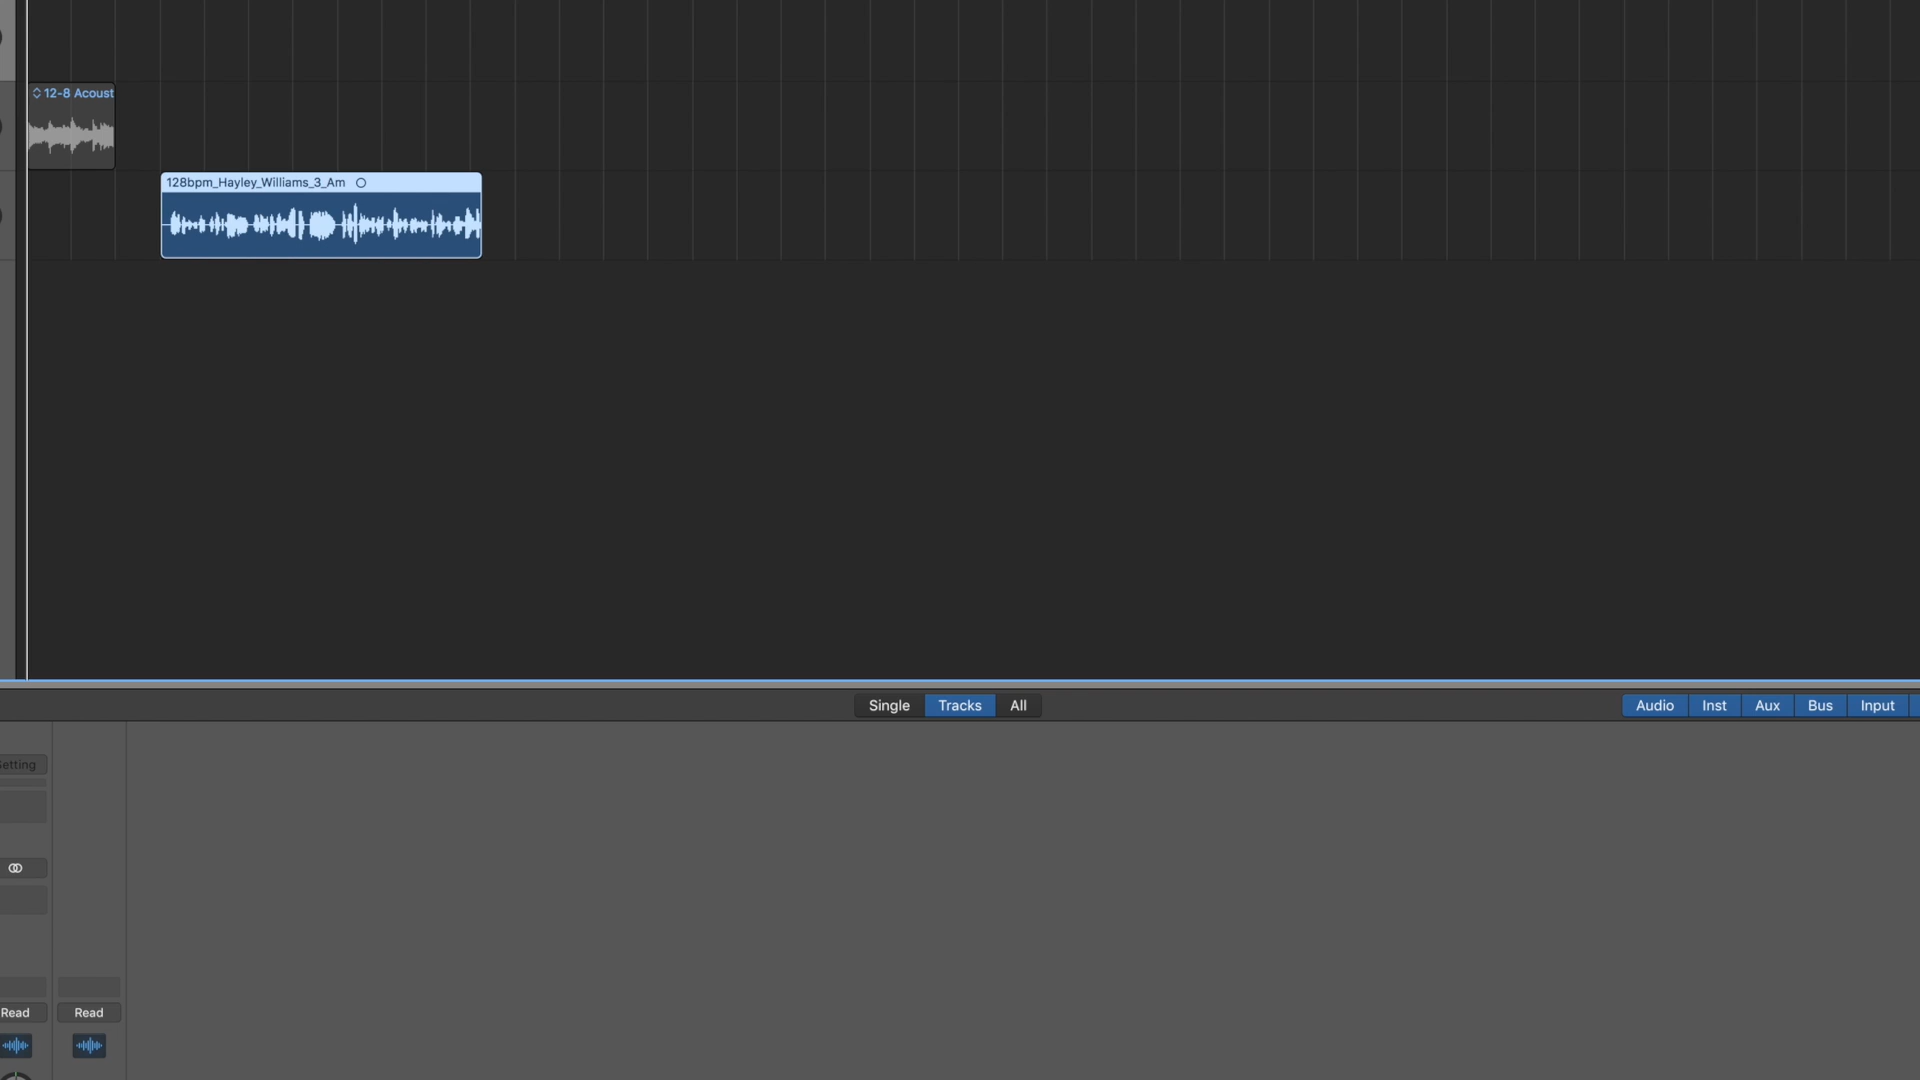 12-8 Acoust
128bpm_Hayley_Williams_3_Am
Single Tracks All
Audio Inst Aux Bus Input
etting
Read Read